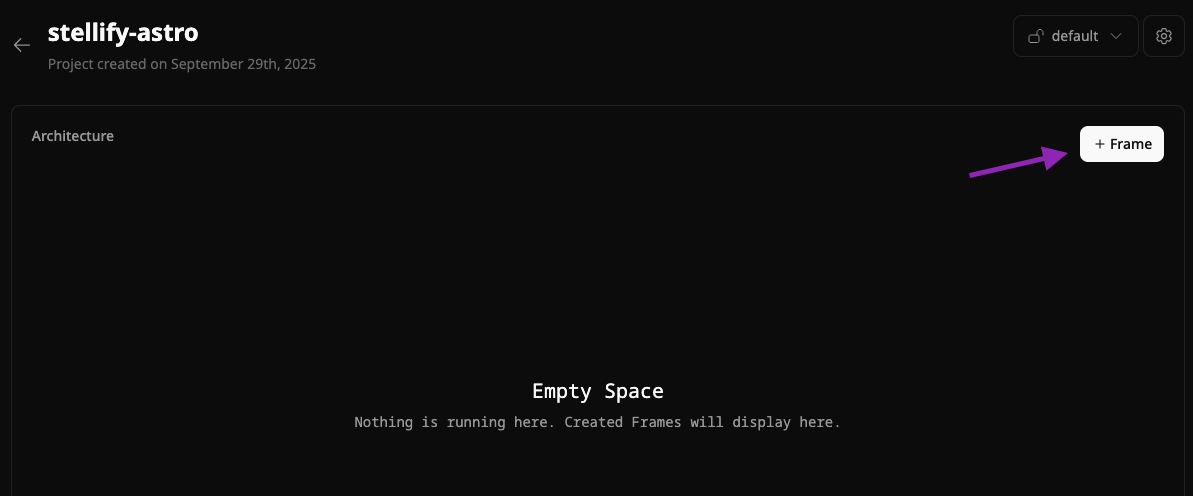 stellify-astro
Project created on September 29th, 2025
default
Architecture
+ Frame
Empty Space
Nothing is running here. Created Frames will display here.